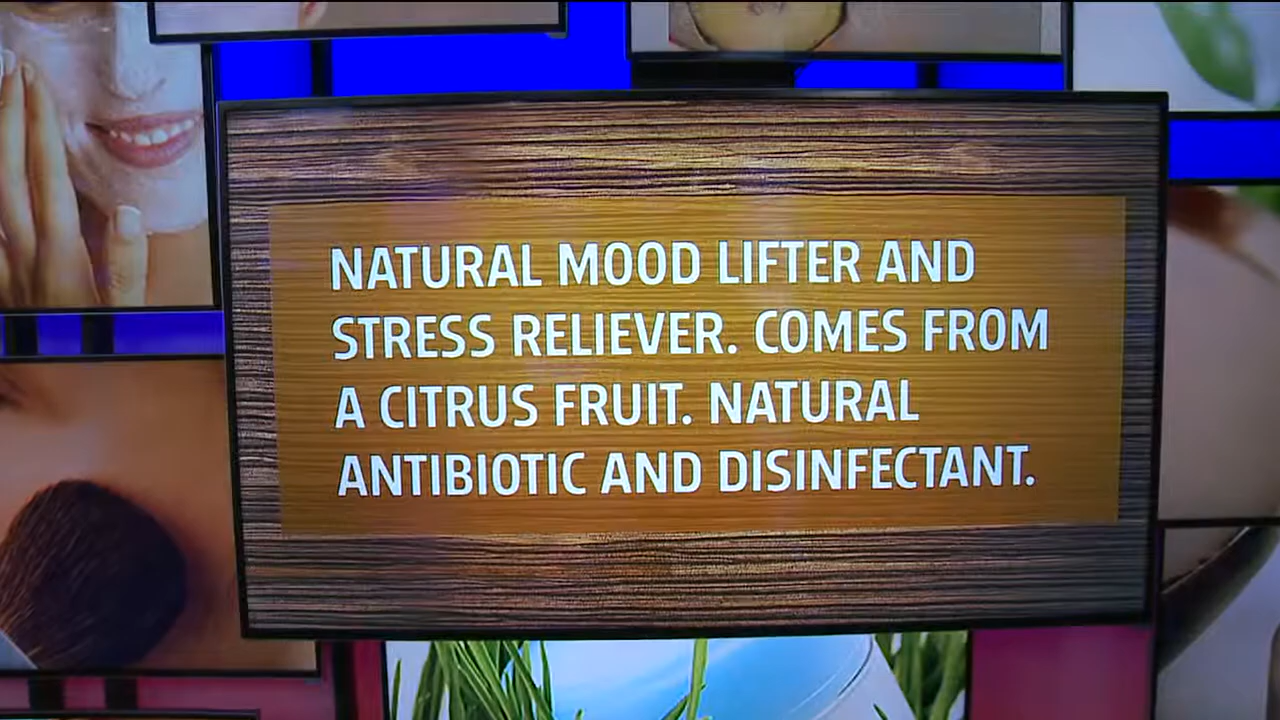 NATURAL MOOD LIFTER AND
STRESS RELIEVER. COMES FROM
A CITRUS FRUIT. NATURAL
ANTIBIOTIC AND DISINFECTANT.